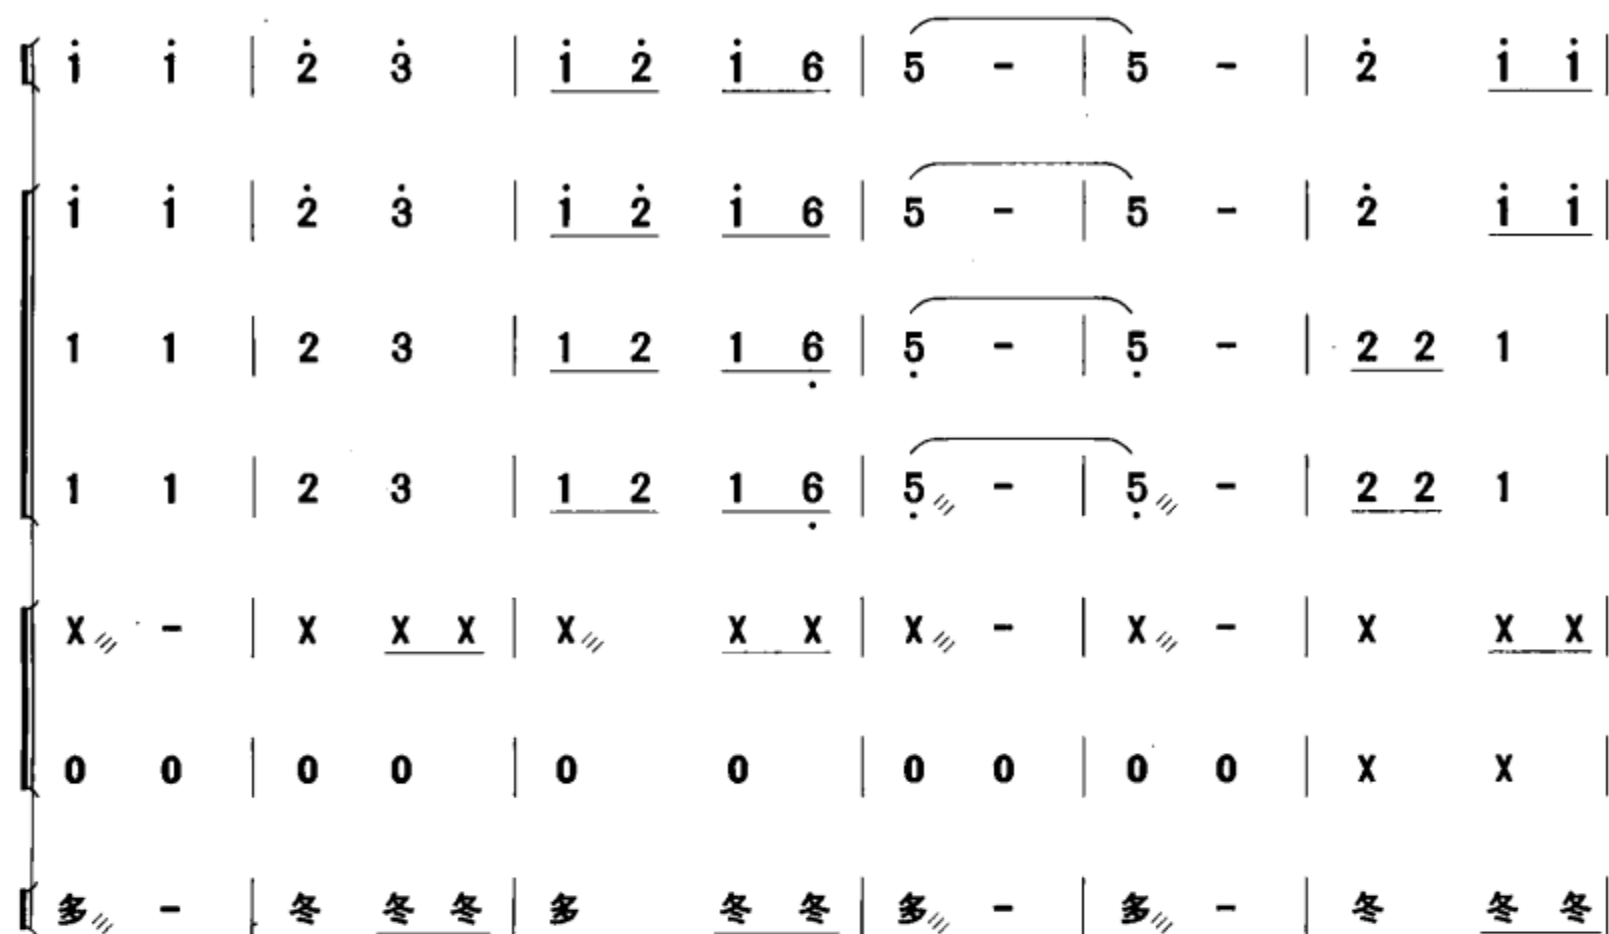 1̇ 1̇ | 2̇ 3̇ | 1̇ 2̇ 1̇ 6 | 5 - | 5 - | 2̇ 1̇ 1̇ |
1̇ 1̇ | 2̇ 3̇ | 1̇ 2̇ 1̇ 6 | 5 - | 5 - | 2̇ 1̇ 1̇ |
1 1 | 2 3 | 1 2 1 6̣ | 5̣ - | 5̣ - | 2 2 1 |
1 1 | 2 3 | 1 2 1 6̣ | 5̣/// - | 5̣/// - | 2 2 1 |
X/// - | X X X | X/// X X | X/// - | X/// - | X X X |
0 0 | 0 0 | 0 0 | 0 0 | 0 0 | X X |
多/// - | 冬 冬 冬 | 多 冬 冬 | 多/// - | 多/// - | 冬 冬 冬 |